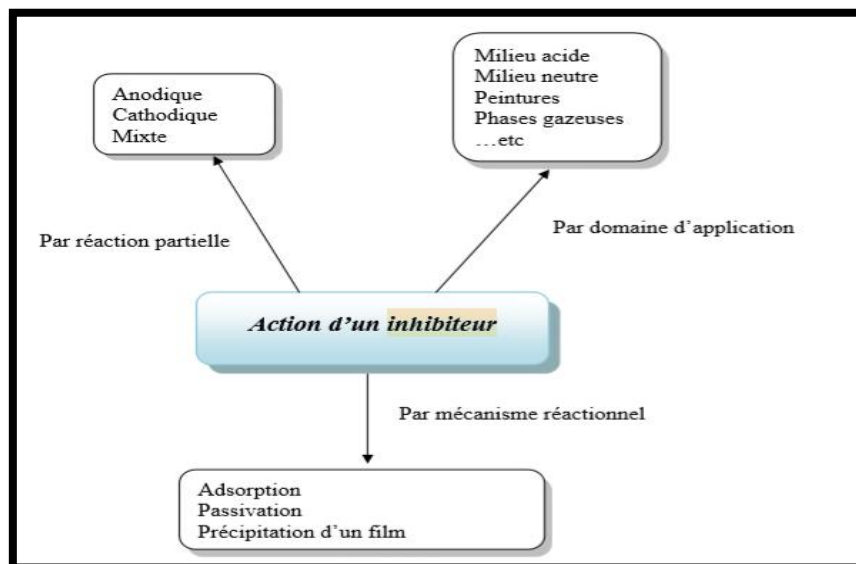 Milieu acide
Milieu neutre
Peintures
Phases gazeuses
…etc
Anodique
Cathodique
Mixte
Par réaction partielle
Par domaine d’application
Action d’un inhibiteur
Par mécanisme réactionnel
Adsorption
Passivation
Précipitation d’un film